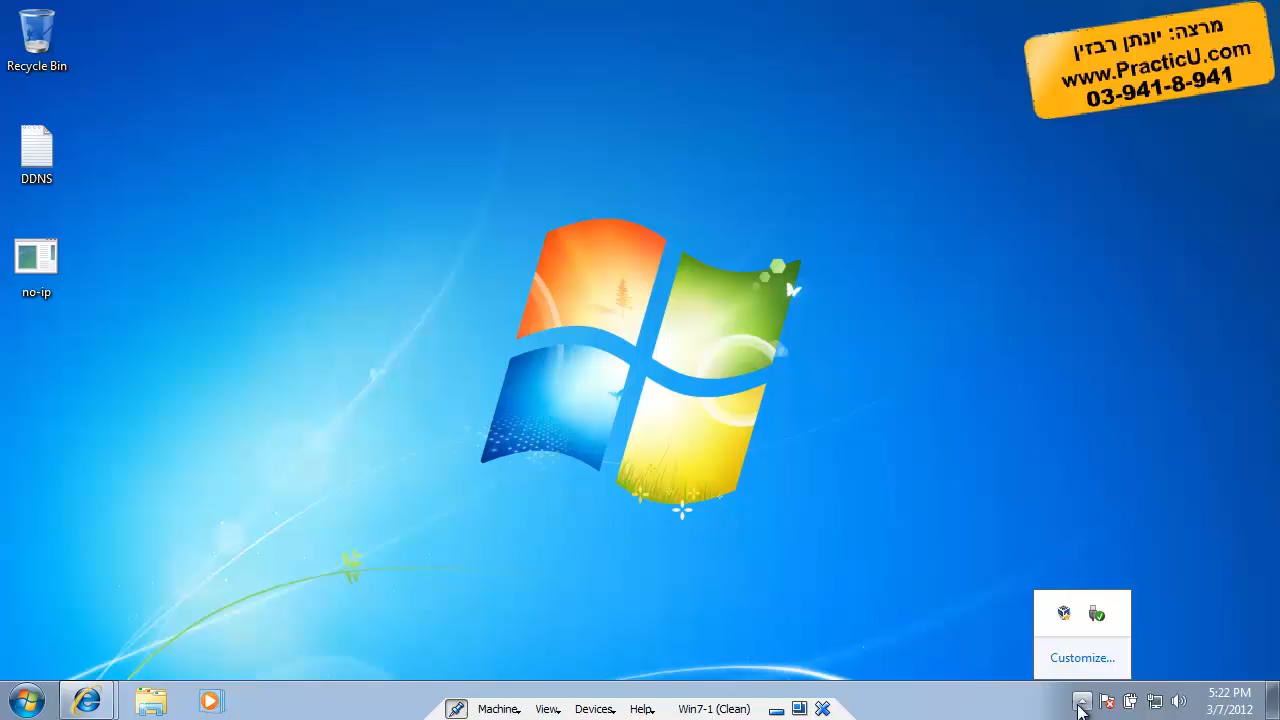 Recycle Bin
מרצה: יונתן רבזין
www.PracticU.com
03-941-8-941
DDNS
no-ip
Customize...
Machine
View
Devices
Help
Win7-1 (Clean)
5:22 PM
3/7/2012